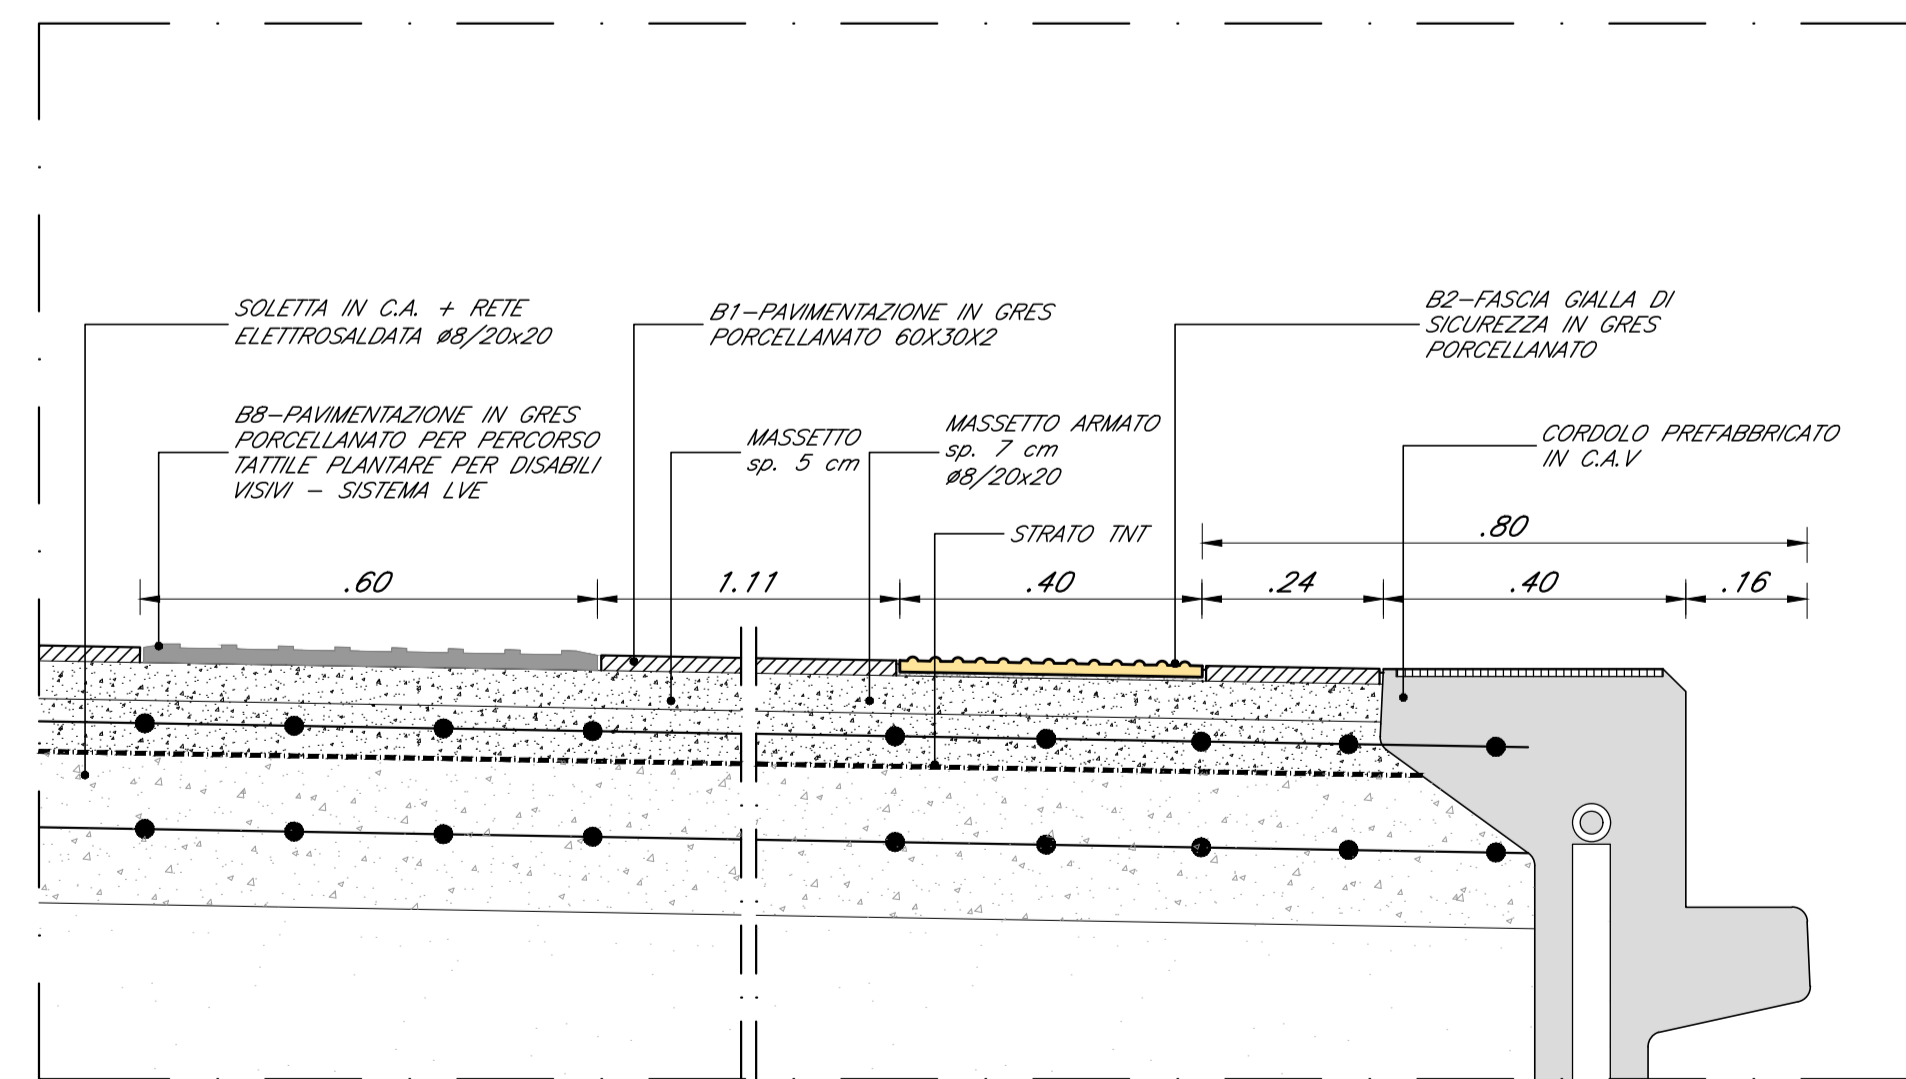 SOLETTA IN C.A. + RETE
ELETTROSALDATA ø8/20x20
B1-PAVIMENTAZIONE IN GRES
PORCELLANATO 60X30X2
B2-FASCIA GIALLA DI
SICUREZZA IN GRES
PORCELLANATO
B8-PAVIMENTAZIONE IN GRES
PORCELLANATO PER PERCORSO
TATTILE PLANTARE PER DISABILI
VISIVI - SISTEMA LVE
MASSETTO
sp. 5 cm
MASSETTO ARMATO
sp. 7 cm
ø8/20x20
CORDOLO PREFABBRICATO
IN C.A.V
STRATO TNT
.80
.60
1.11
.40
.24
.40
.16